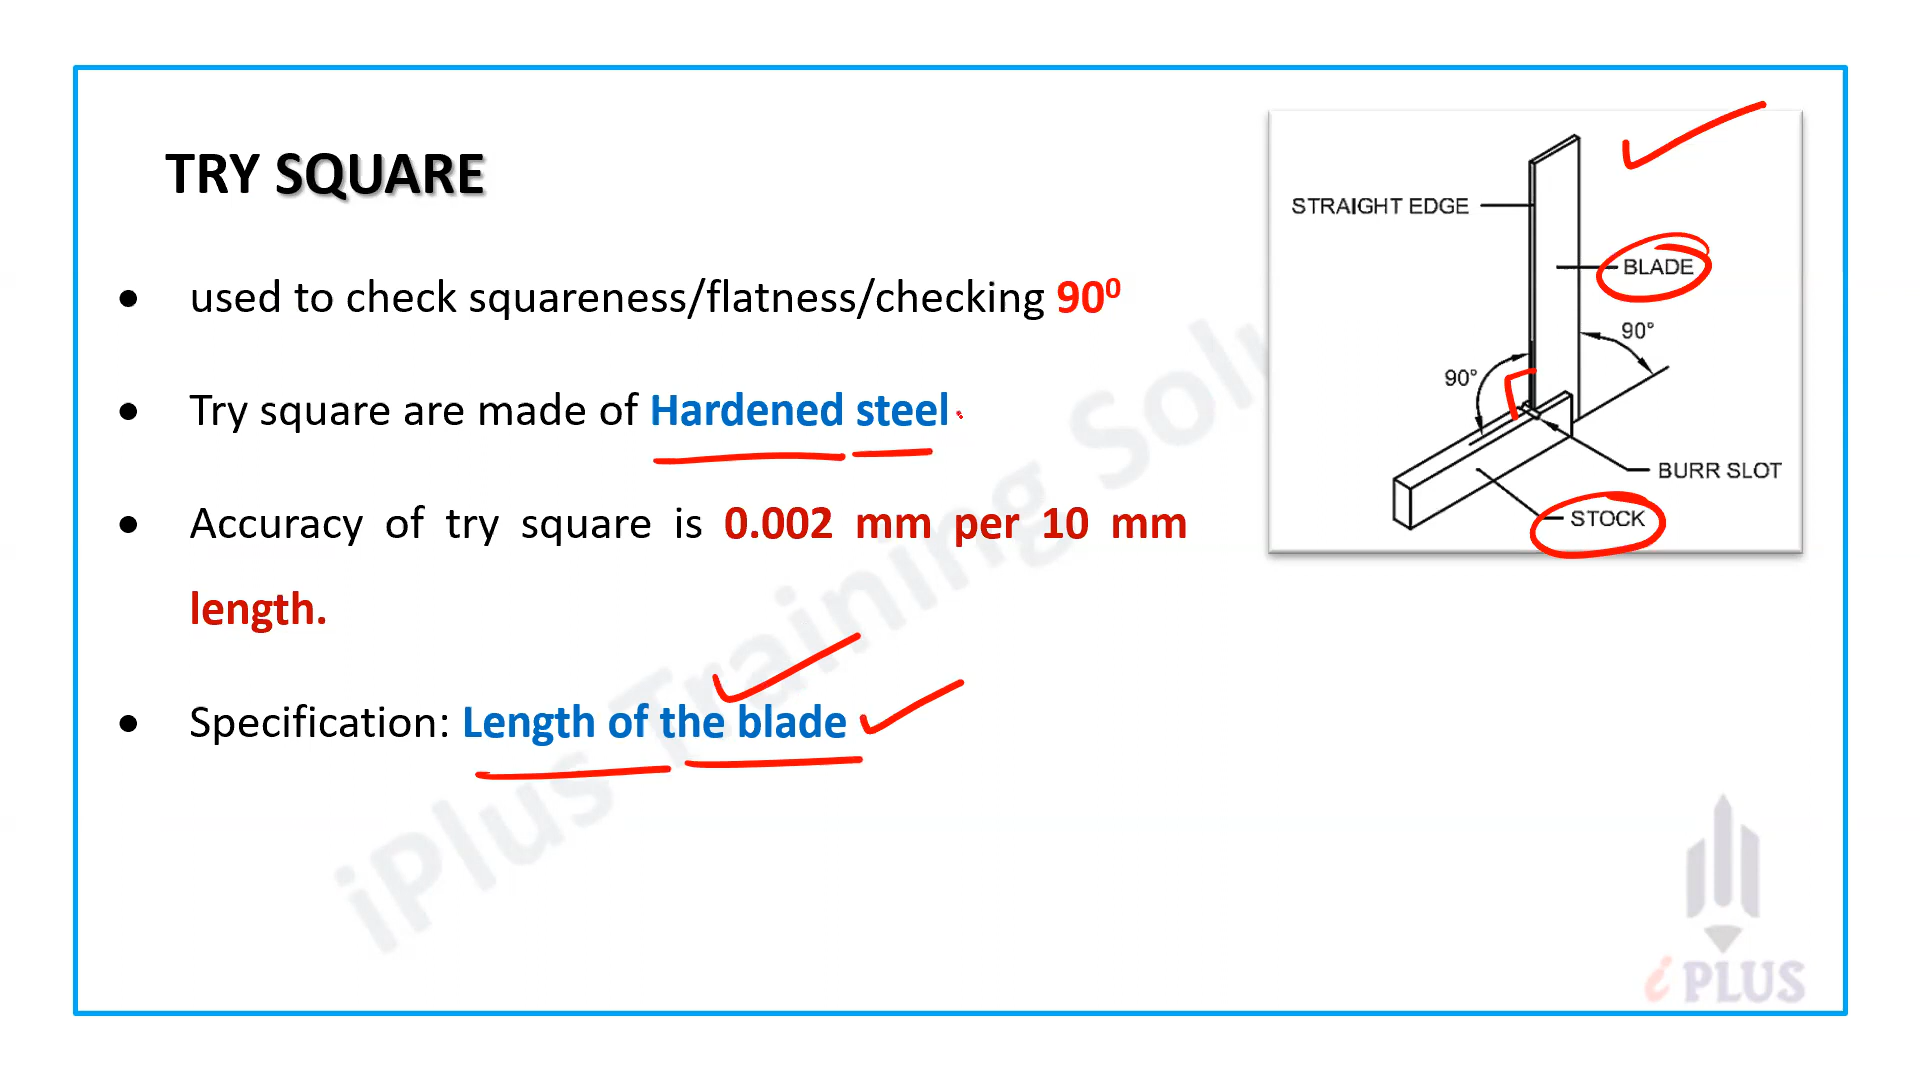 TRY SQUARE
• used to check squareness/flatness/checking 90⁰
• Try square are made of Hardened steel
• Accuracy of try square is 0.002 mm per 10 mm
length.
• Specification: Length of the blade
STRAIGHT EDGE
BLADE
90°
90°
BURR SLOT
STOCK
iPlus Training Solu
i PLUS